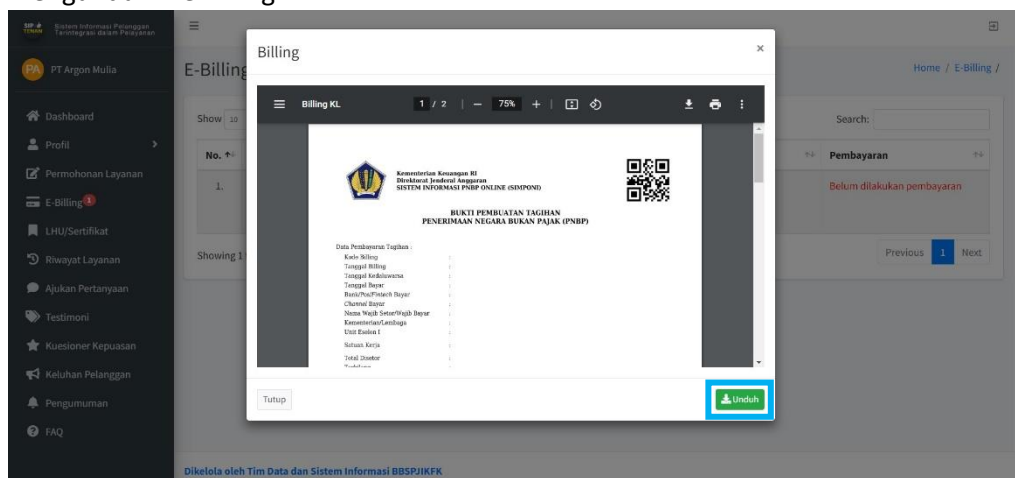 SIP-
TEMAN
Sistem Informasi Pelanggan
Terintegrasi dalam Pelayanan
PA PT Argon Mulia
Dashboard
Profil
Permohonan Layanan
E-Billing 1
LHU/Sertifikat
Riwayat Layanan
Ajukan Pertanyaan
Testimoni
Kuesioner Kepuasan
Keluhan Pelanggan
Pengumuman
FAQ
E-Billing
Home / E-Billing /
Show 10
Search:
No.
Pembayaran
1.
Belum dilakukan pembayaran
Showing 1
Previous 1 Next
Billing ×
Billing KL 1 / 2 | − 75% + |
Kementerian Keuangan RI
Direktorat Jenderal Anggaran
SISTEM INFORMASI PNBP ONLINE (SIMPONI)
BUKTI PEMBUATAN TAGIHAN
PENERIMAAN NEGARA BUKAN PAJAK (PNBP)
Data Pembayaran Tagihan :
Kode Billing :
Tanggal Billing :
Tanggal Kedaluwarsa :
Tanggal Bayar :
Bank/Pos/Fintech Bayar :
Channel Bayar :
Nama Wajib Setor/Wajib Bayar :
Kementerian/Lembaga :
Unit Eselon I :
Satuan Kerja :
Total Disetor :
Tutup
Unduh
Dikelola oleh Tim Data dan Sistem Informasi BBSPJIKFK